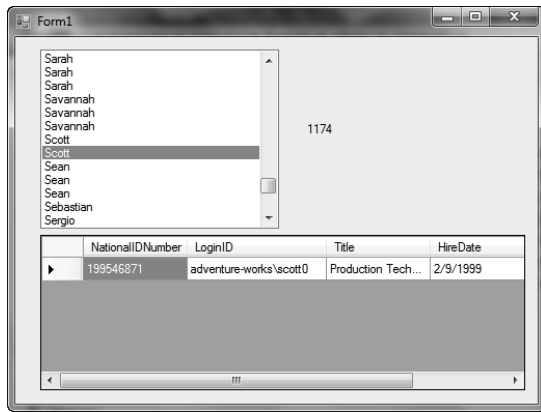 Form1
Sarah
Sarah
Sarah
Savannah
Savannah
Savannah
Scott
Scott
Sean
Sean
Sean
Sebastian
Sergio
1174
NationalIDNumber LoginID Title HireDate
199546871 adventure-works\scott0 Production Tech... 2/9/1999